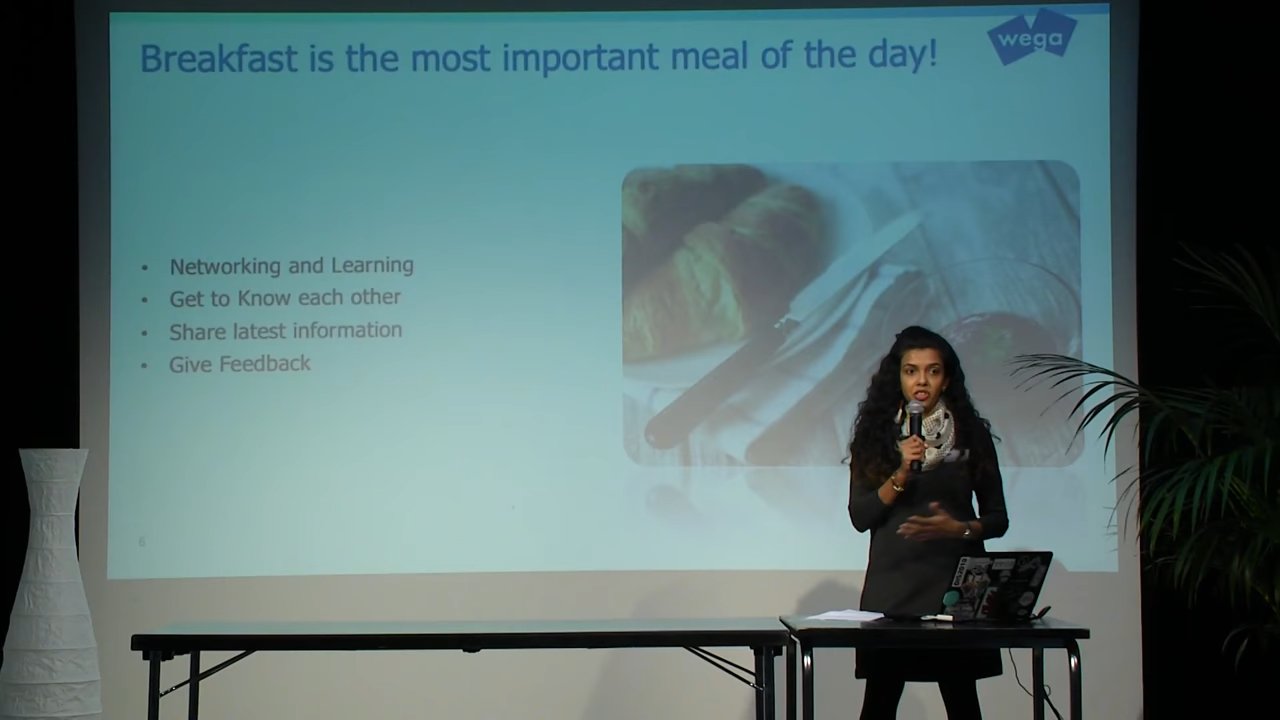 Breakfast is the most important meal of the day!
wega
• Networking and Learning
• Get to Know each other
• Share latest information
• Give Feedback
6